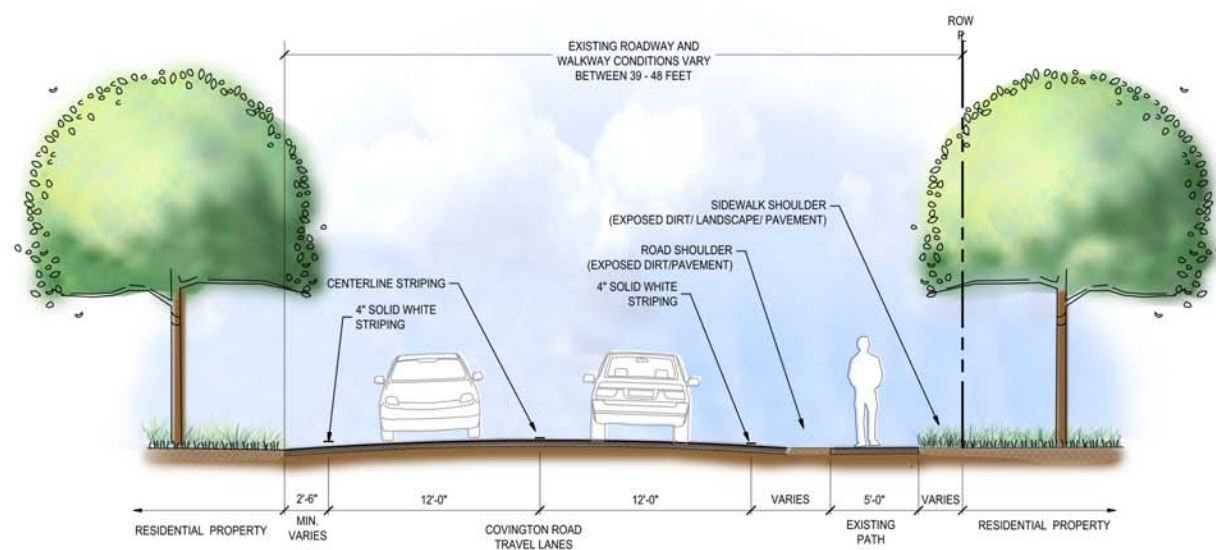 ROW
EXISTING ROADWAY AND
WALKWAY CONDITIONS VARY
BETWEEN 39 - 48 FEET
SIDEWALK SHOULDER
(EXPOSED DIRT/ LANDSCAPE/ PAVEMENT)
ROAD SHOULDER
(EXPOSED DIRT/PAVEMENT)
CENTERLINE STRIPING
4" SOLID WHITE
STRIPING
4" SOLID WHITE
STRIPING
2'-6"
12'-0"
12'-0"
VARIES
5'-0"
VARIES
RESIDENTIAL PROPERTY
MIN.
VARIES
COVINGTON ROAD
TRAVEL LANES
EXISTING
PATH
RESIDENTIAL PROPERTY